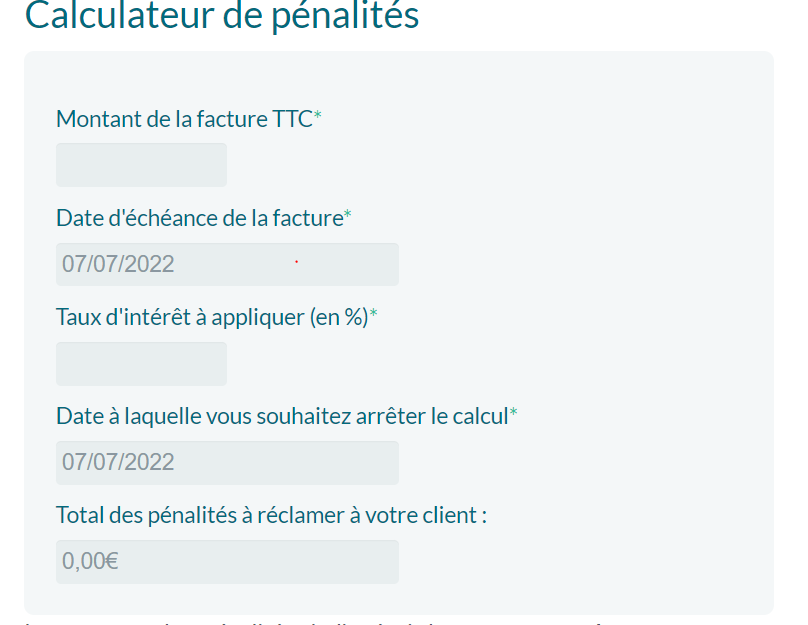 Calculateur de pénalités
Montant de la facture TTC*
Date d'échéance de la facture*
07/07/2022
Taux d'intérêt à appliquer (en %)*
Date à laquelle vous souhaitez arrêter le calcul*
07/07/2022
Total des pénalités à réclamer à votre client :
0,00€